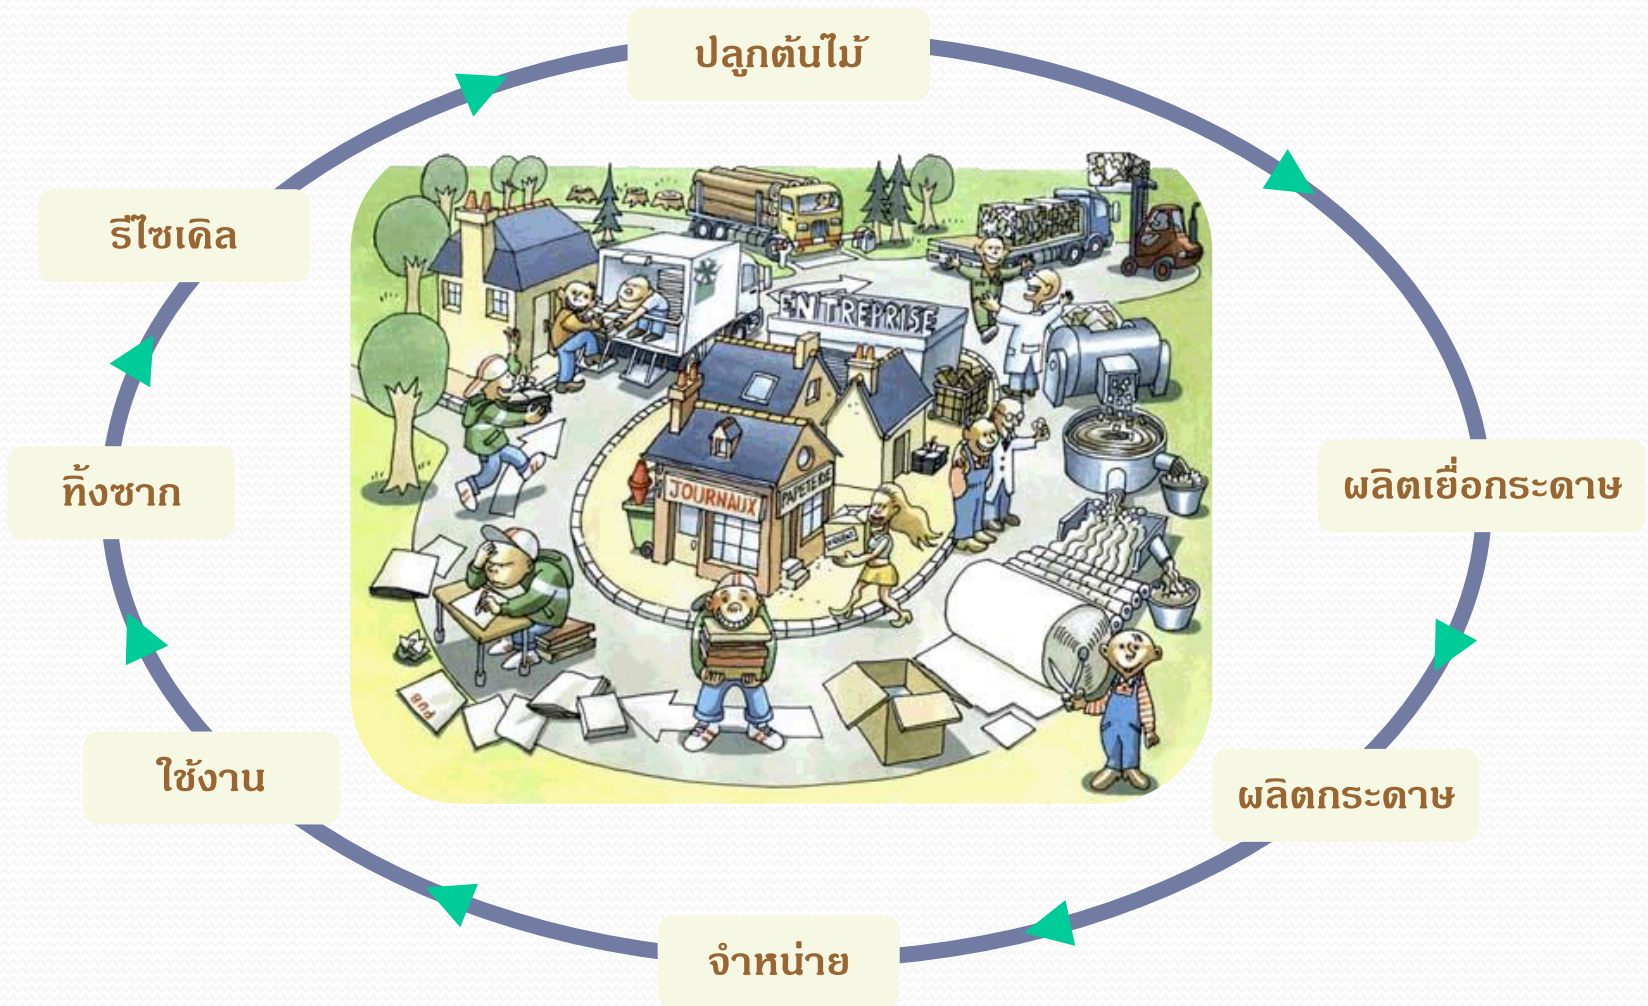 ปลูกต้นไม้
ผลิตเยื่อกระดาษ
ผลิตกระดาษ
จำหน่าย
ใช้งาน
ทิ้งซาก
รีไซเคิล
ENTREPRISE
JOURNAUX
PAPETERIE
PUB